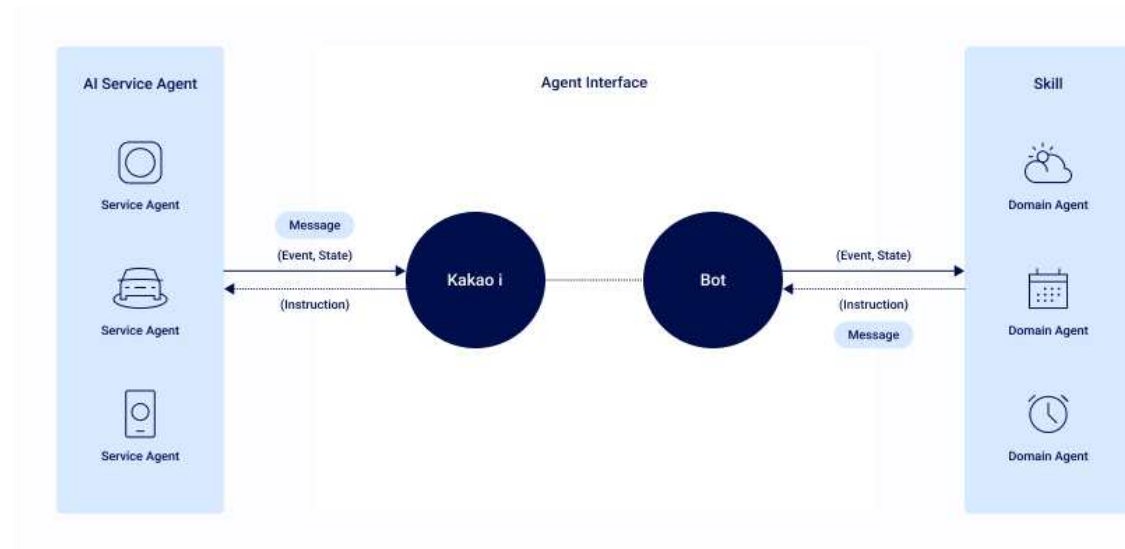 AI Service Agent
Agent Interface
Skill
Service Agent
Domain Agent
Message
(Event, State)
(Event, State)
Kakao i
Bot
(Instruction)
(Instruction)
Message
Service Agent
Domain Agent
Service Agent
Domain Agent